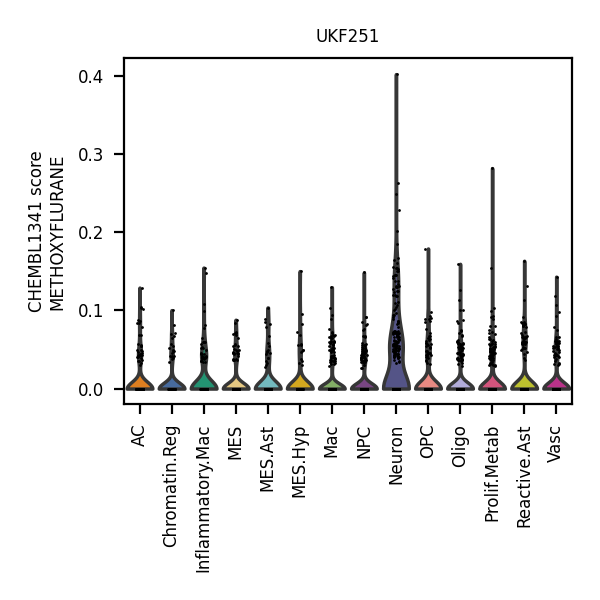 UKF251
CHEMBL1341 score
METHOXYFLURANE
0.4
0.3
0.2
0.1
0.0
AC
Chromatin.Reg
Inflammatory.Mac
MES
MES.Ast
MES.Hyp
Mac
NPC
Neuron
OPC
Oligo
Prolif.Metab
Reactive.Ast
Vasc